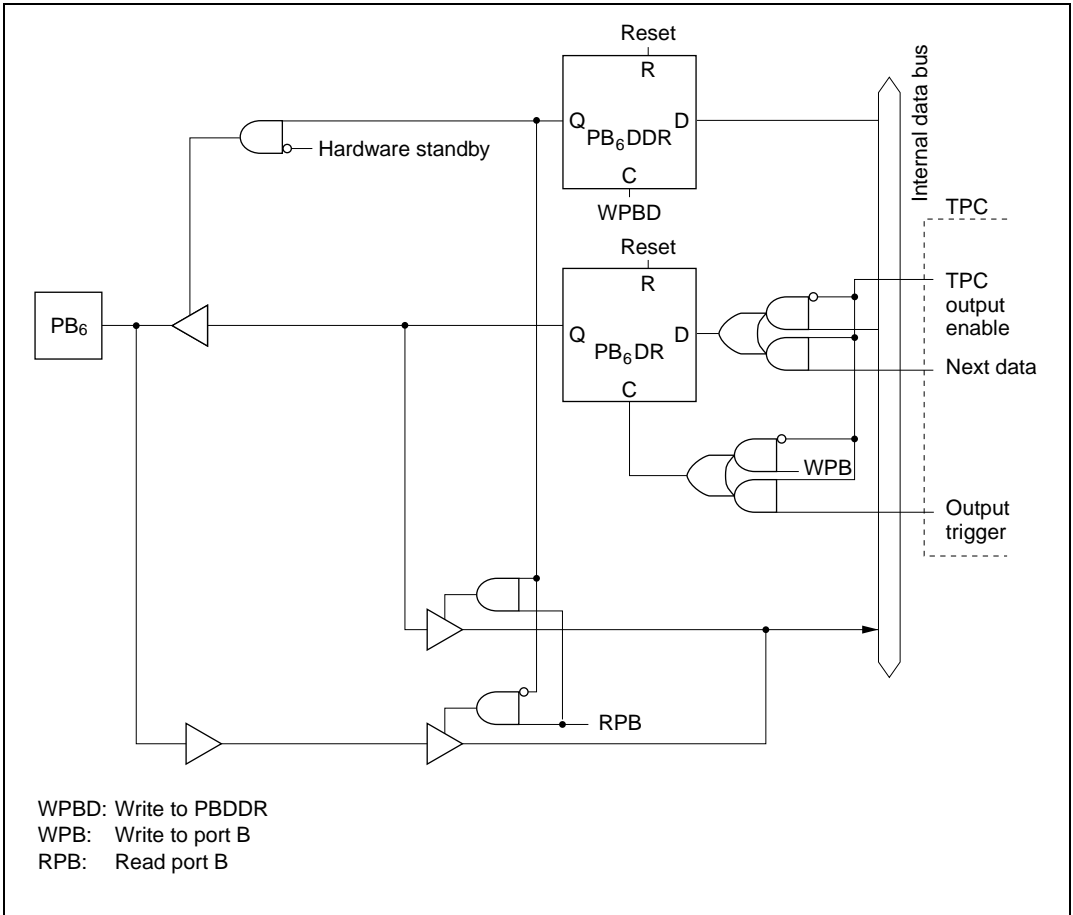 Reset
R
Q
D
PB6DDR
C
WPBD
Hardware standby
Internal data bus
TPC
Reset
R
Q
D
PB6DR
C
PB6
TPC
output
enable
Next data
WPB
Output
trigger
RPB
WPBD: Write to PBDDR
WPB: Write to port B
RPB: Read port B